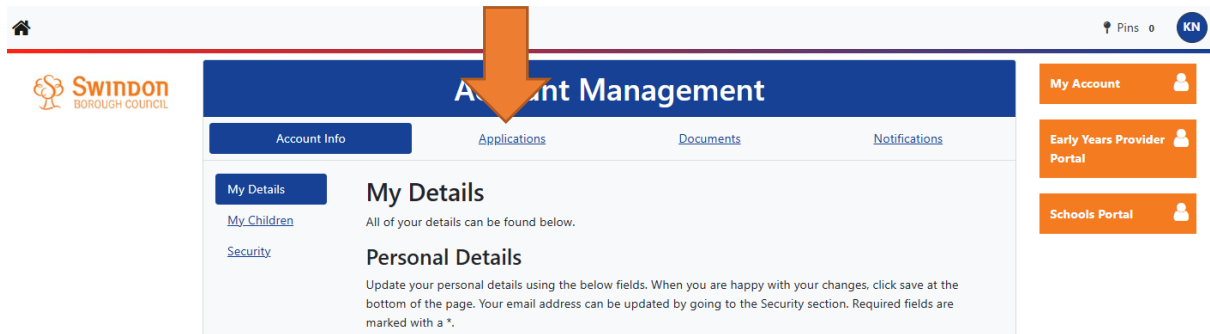 Pins 0 KN
Swindon
BOROUGH COUNCIL
Account Management
My Account
Account Info Applications Documents Notifications
Early Years Provider
Portal
My Details
My Children
Security
My Details
All of your details can be found below.
Schools Portal
Personal Details
Update your personal details using the below fields. When you are happy with your changes, click save at the
bottom of the page. Your email address can be updated by going to the Security section. Required fields are
marked with a *.